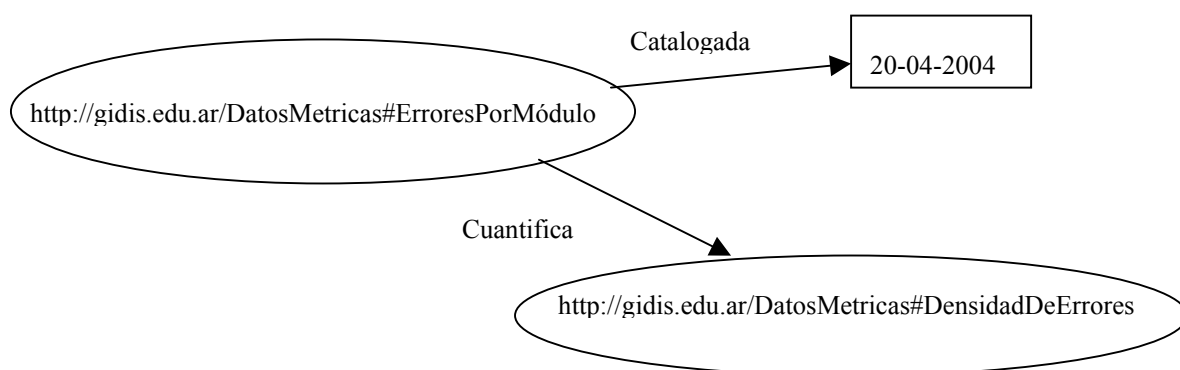 Catalogada
20-04-2004
http://gidis.edu.ar/DatosMetricas#ErroresPorMódulo
Cuantifica
http://gidis.edu.ar/DatosMetricas#DensidadDeErrores